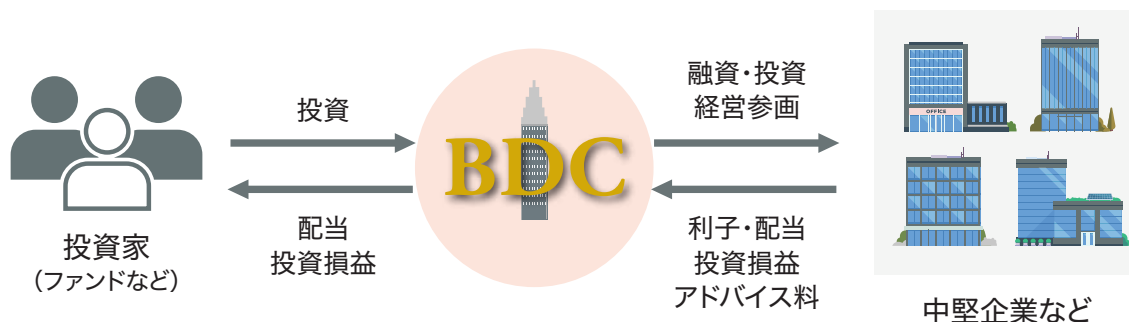 投資家
(ファンドなど)
投資
配当
投資損益
BDC
融資・投資
経営参画
利子・配当
投資損益
アドバイス料
OFFICE
中堅企業など